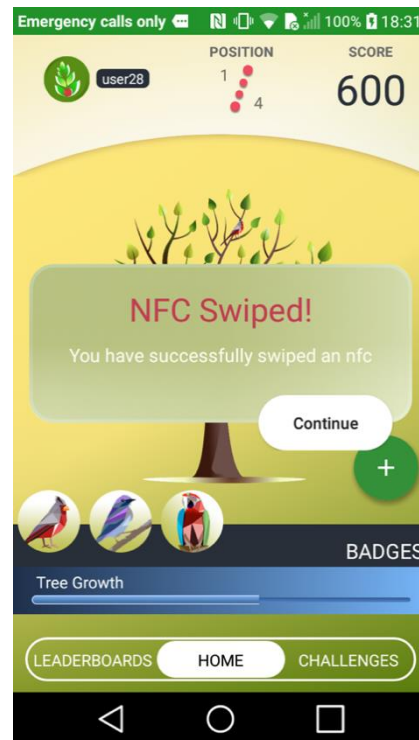 Emergency calls only 100% 18:31
user28
POSITION
1
4
SCORE
600
NFC Swiped!
You have successfully swiped an nfc
Continue
+
BADGES
Tree Growth
LEADERBOARDS HOME CHALLENGES